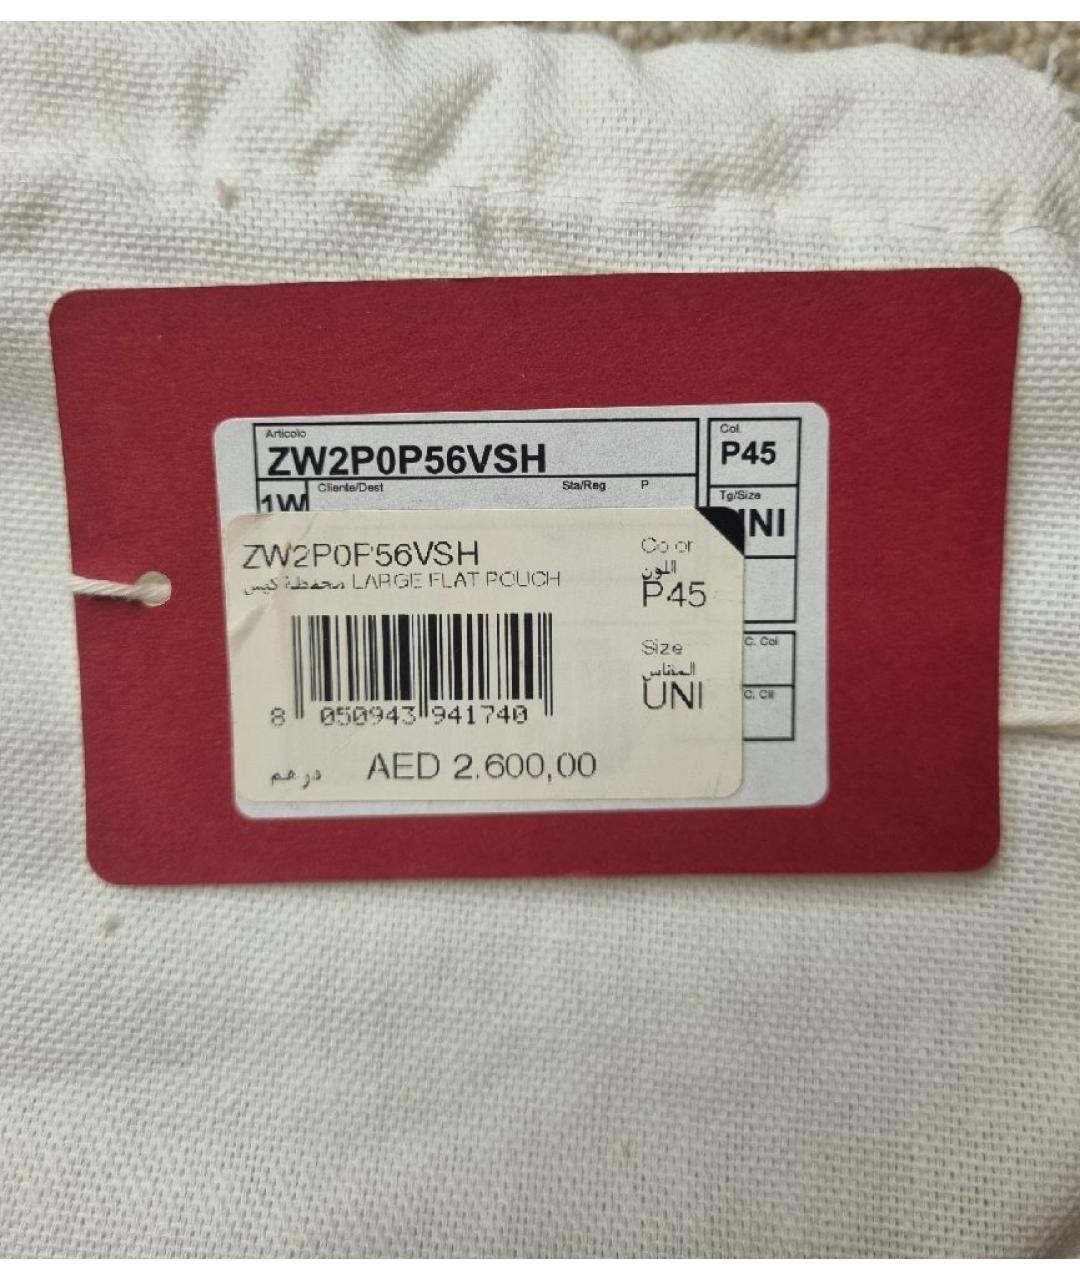 Articolo
ZW2P0P56VSH
Col.
P45
1W
Cliente/Dest
Sta/Reg
P
Tg/Size
UNI
C. Col
C. Cli
ZW2P0P56VSH
محفظة كيس LARGE FLAT POUCH
Color
اللون
P45
Size
المقاس
UNI
8 050943 941740
درهم AED 2.600,00